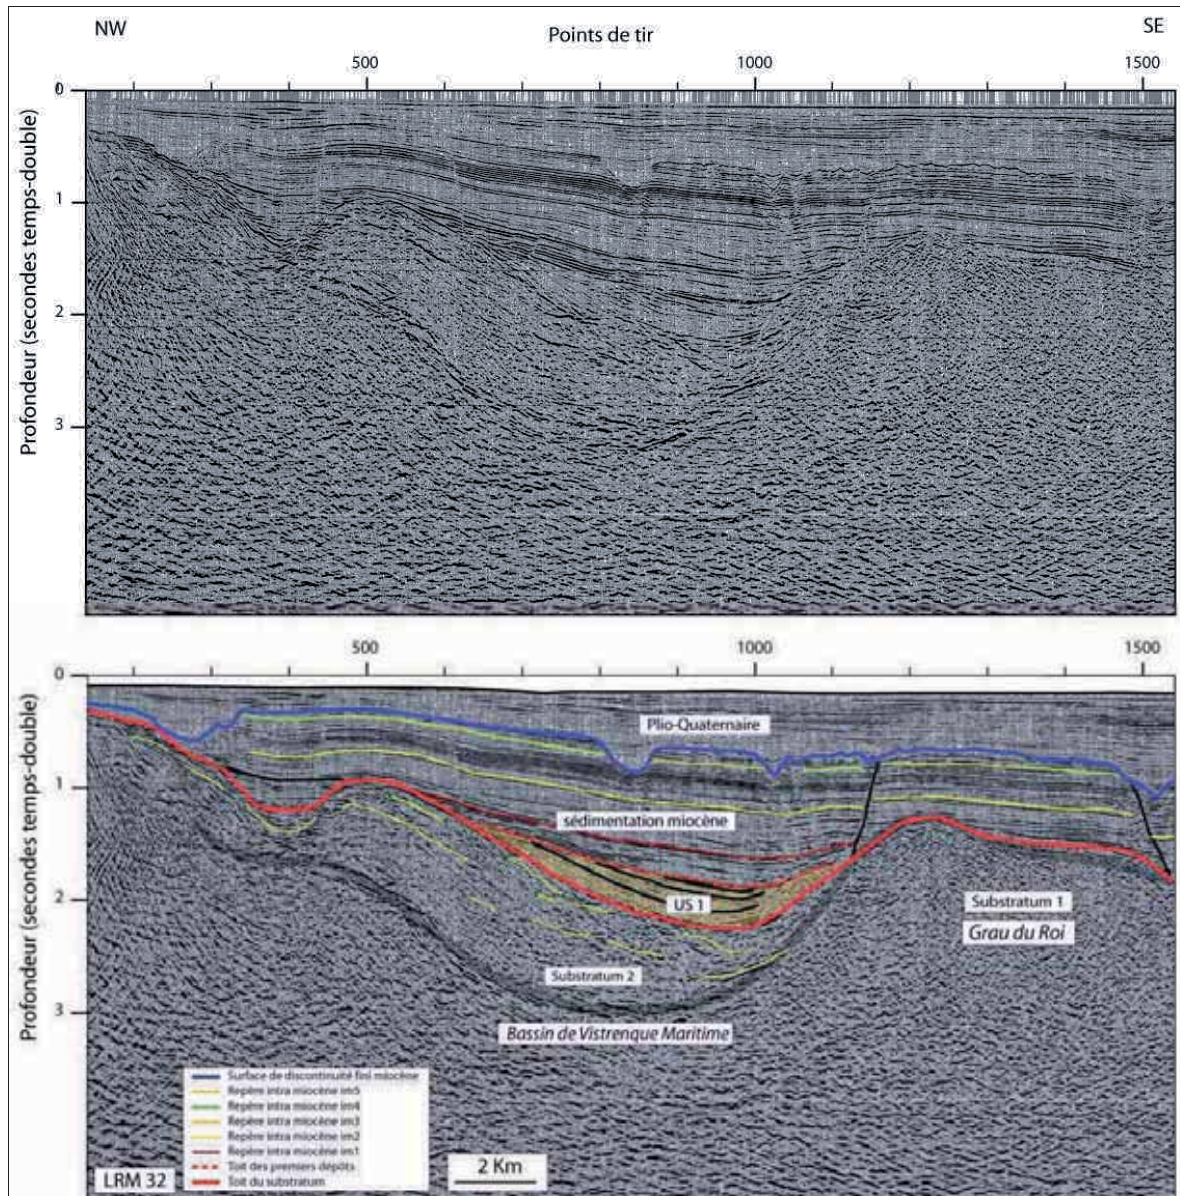 NW
SE
Points de tir
500 1000 1500
0
1
2
3
Profondeur (secondes temps-double)
500 1000 1500
0
1
2
3
Profondeur (secondes temps-double)
Plio-Quaternaire
sédimentation miocène
US 1
Substratum 1
Grau du Roi
Substratum 2
Bassin de Vistrenque Maritime
Surface de discontinuité fini miocène
Repère intra miocène im5
Repère intra miocène im4
Repère intra miocène im3
Repère intra miocène im2
Repère intra miocène im1
Toit des premiers dépôts
Toit du substratum
LRM 32
2 Km